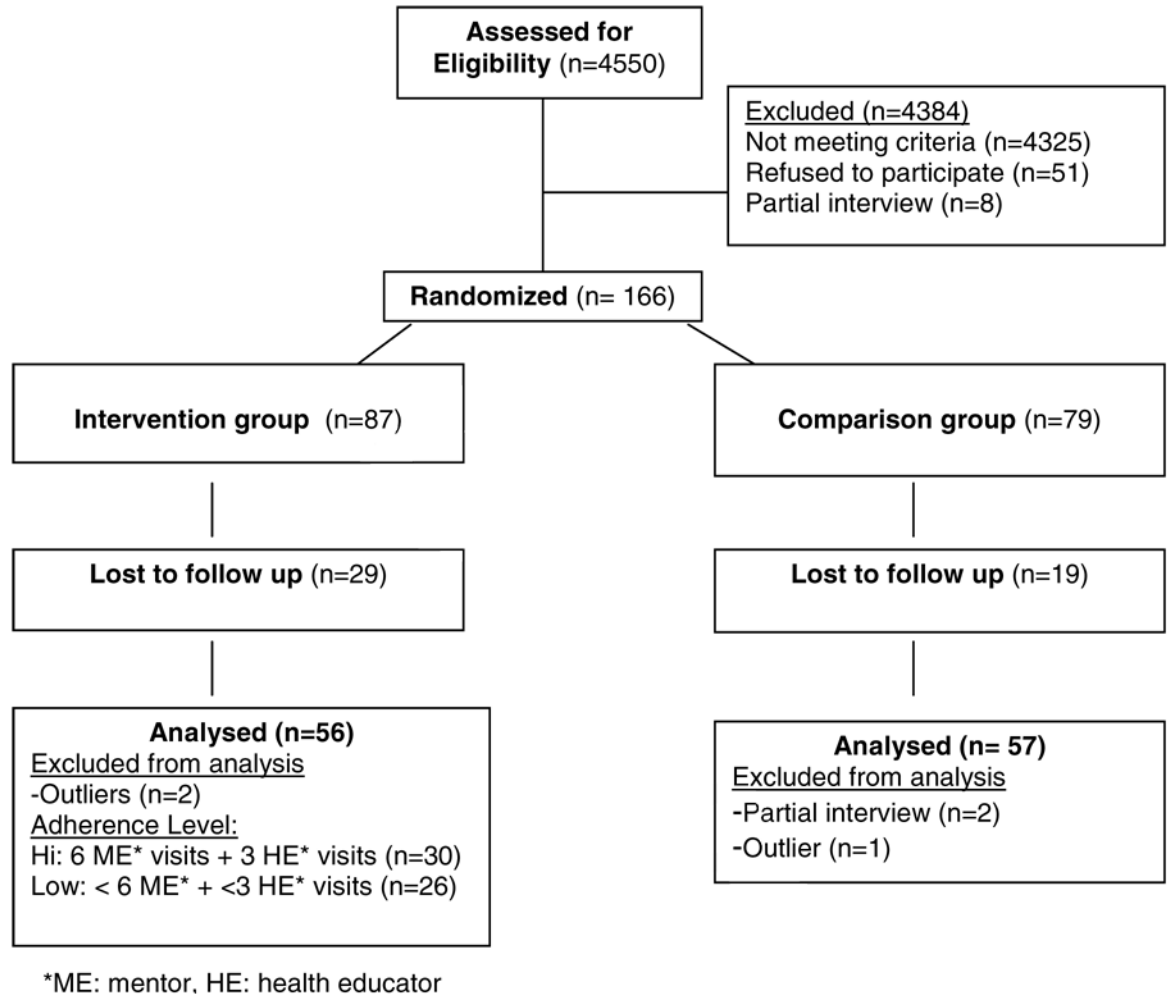 Assessed for
Eligibility (n=4550)
Excluded (n=4384)
Not meeting criteria (n=4325)
Refused to participate (n=51)
Partial interview (n=8)
Randomized (n= 166)
Intervention group (n=87)
Comparison group (n=79)
Lost to follow up (n=29)
Lost to follow up (n=19)
Analysed (n=56)
Excluded from analysis
-Outliers (n=2)
Adherence Level:
Hi: 6 ME* visits + 3 HE* visits (n=30)
Low: < 6 ME* + <3 HE* visits (n=26)
Analysed (n= 57)
Excluded from analysis
-Partial interview (n=2)
-Outlier (n=1)
*ME: mentor, HE: health educator